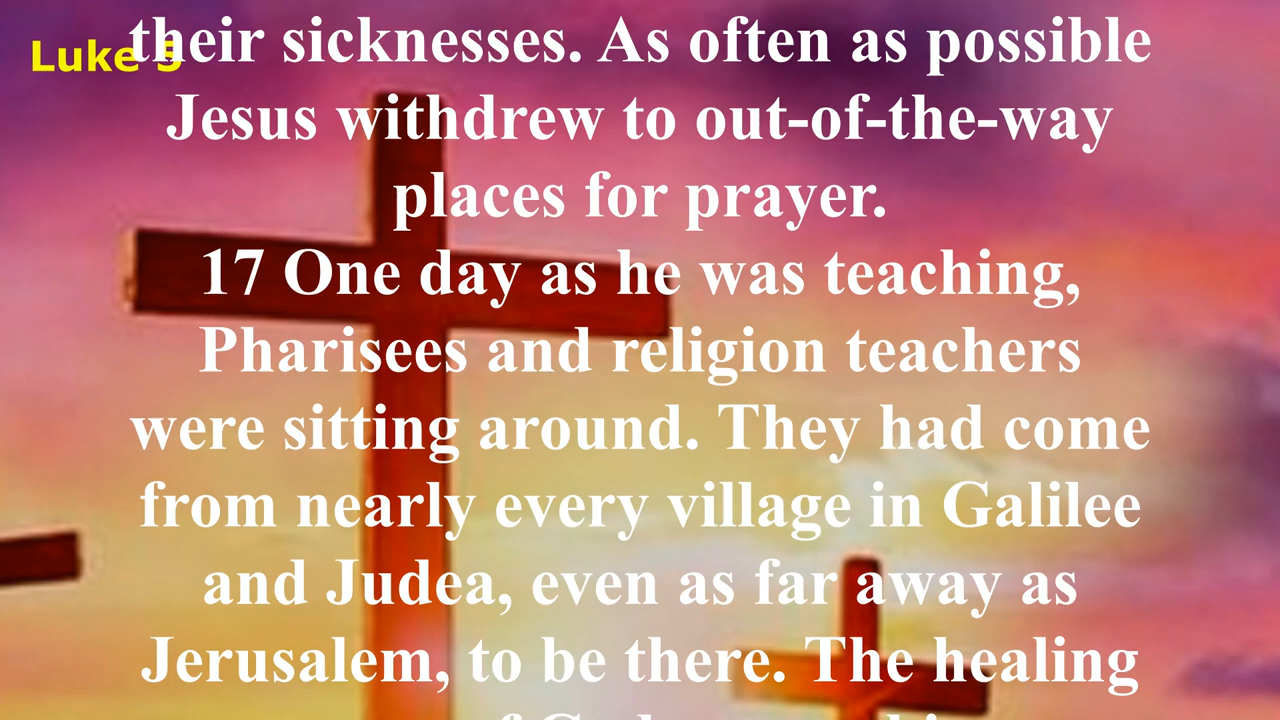 Luke 5
their sicknesses. As often as possible
Jesus withdrew to out-of-the-way
places for prayer.
17 One day as he was teaching,
Pharisees and religion teachers
were sitting around. They had come
from nearly every village in Galilee
and Judea, even as far away as
Jerusalem, to be there. The healing